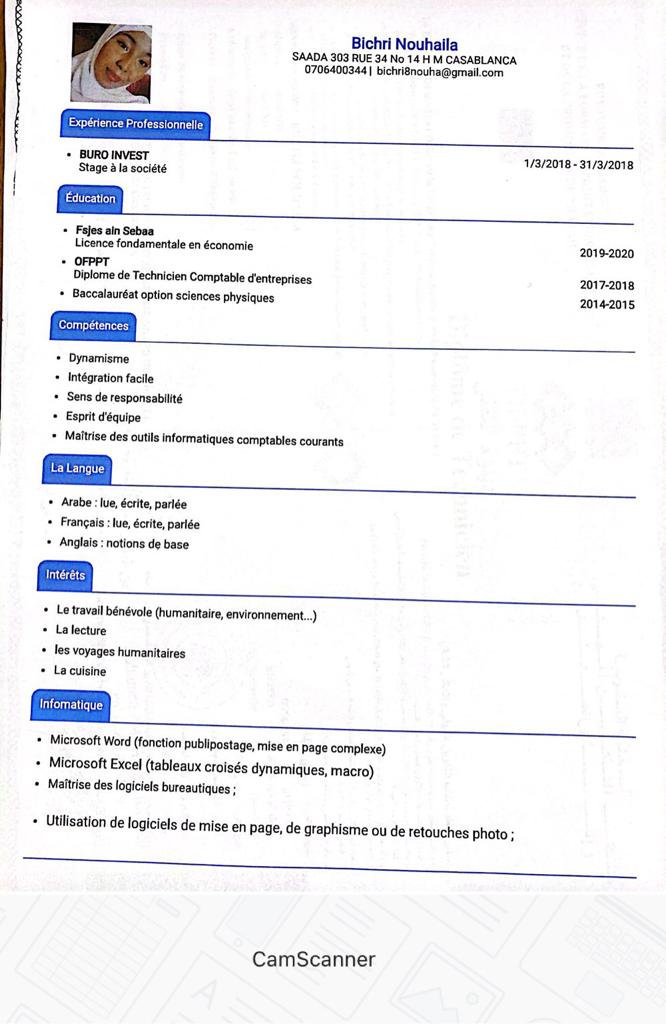 Bichri Nouhaila
SAADA 303 RUE 34 No 14 H M CASABLANCA
0706400344 | bichri8nouha@gmail.com
Expérience Professionnelle
• BURO INVEST
Stage à la société
1/3/2018 - 31/3/2018
Éducation
• Fsjes ain Sebaa
Licence fondamentale en économie
2019-2020
• OFPPT
Diplome de Technicien Comptable d'entreprises
2017-2018
• Baccalauréat option sciences physiques
2014-2015
Compétences
• Dynamisme
• Intégration facile
• Sens de responsabilité
• Esprit d'équipe
• Maîtrise des outils informatiques comptables courants
La Langue
• Arabe : lue, écrite, parlée
• Français : lue, écrite, parlée
• Anglais : notions de base
Intérêts
• Le travail bénévole (humanitaire, environnement...)
• La lecture
• les voyages humanitaires
• La cuisine
Infomatique
• Microsoft Word (fonction publipostage, mise en page complexe)
• Microsoft Excel (tableaux croisés dynamiques, macro)
• Maîtrise des logiciels bureautiques ;
• Utilisation de logiciels de mise en page, de graphisme ou de retouches photo ;
CamScanner